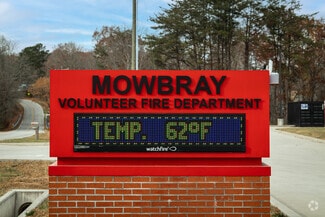 MOWBRAY
VOLUNTEER FIRE DEPARTMENT
TEMP. 62°F
watchfire